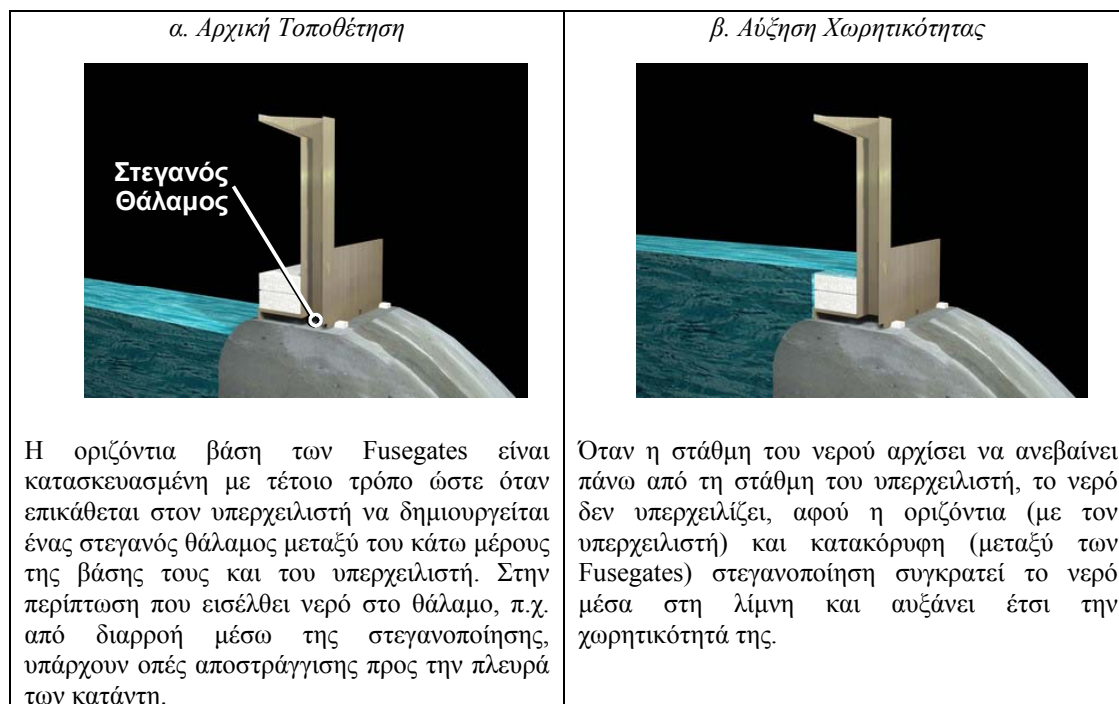 α. Αρχική Τοποθέτηση
Στεγανός
Θάλαμος
Η οριζόντια βάση των Fusegates είναι
κατασκευασμένη με τέτοιο τρόπο ώστε όταν
επικάθεται στον υπερχειλιστή να δημιουργείται
ένας στεγανός θάλαμος μεταξύ του κάτω μέρους
της βάσης τους και του υπερχειλιστή. Στην
περίπτωση που εισέλθει νερό στο θάλαμο, π.χ.
από διαρροή μέσω της στεγανοποίησης,
υπάρχουν οπές αποστράγγισης προς την πλευρά
των κατάντη.
β. Αύξηση Χωρητικότητας
Όταν η στάθμη του νερού αρχίσει να ανεβαίνει
πάνω από τη στάθμη του υπερχειλιστή, το νερό
δεν υπερχειλίζει, αφού η οριζόντια (με τον
υπερχειλιστή) και κατακόρυφη (μεταξύ των
Fusegates) στεγανοποίηση συγκρατεί το νερό
μέσα στη λίμνη και αυξάνει έτσι την
χωρητικότητά της.